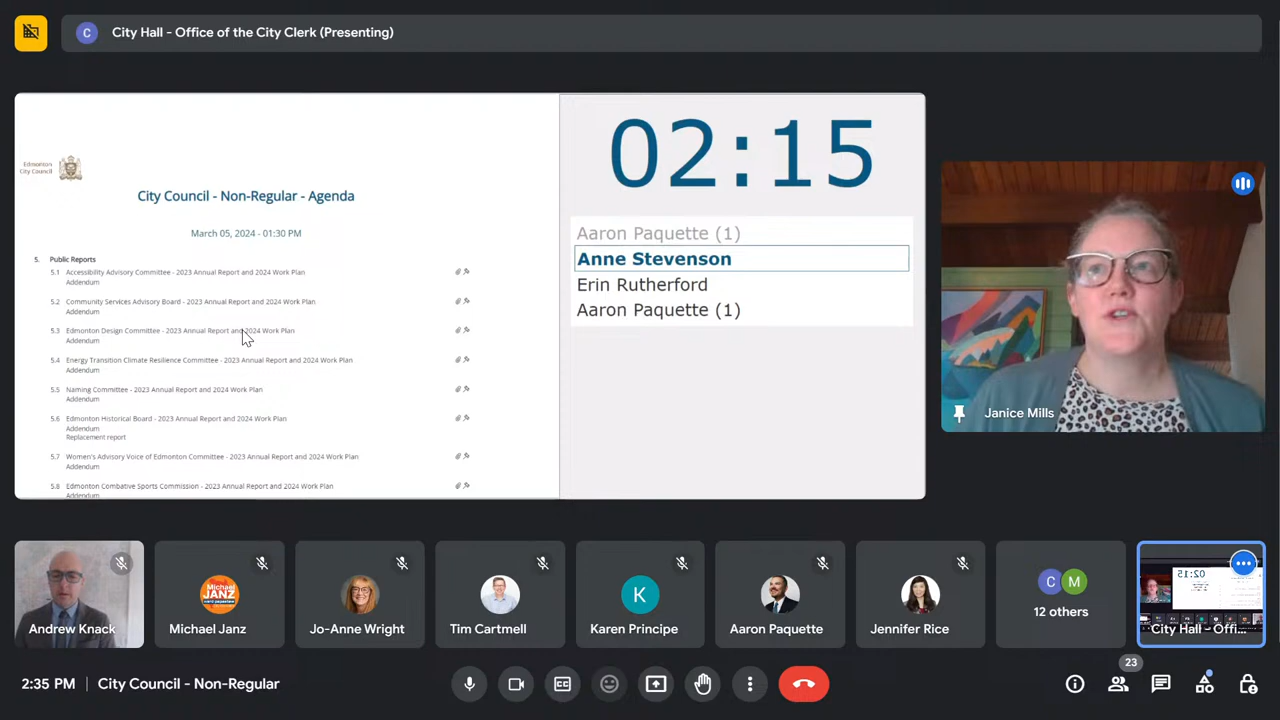 City Hall - Office of the City Clerk (Presenting)
C
Edmonton
City Council
City Council - Non-Regular - Agenda
March 05, 2024 - 01:30 PM
5. Public Reports
5.1 Accessibility Advisory Committee - 2023 Annual Report and 2024 Work Plan
Addendum
5.2 Community Services Advisory Board - 2023 Annual Report and 2024 Work Plan
Addendum
5.3 Edmonton Design Committee - 2023 Annual Report and 2024 Work Plan
Addendum
5.4 Energy Transition Climate Resilience Committee - 2023 Annual Report and 2024 Work Plan
Addendum
5.5 Naming Committee - 2023 Annual Report and 2024 Work Plan
Addendum
5.6 Edmonton Historical Board - 2023 Annual Report and 2024 Work Plan
Addendum
Replacement report
5.7 Women's Advisory Voice of Edmonton Committee - 2023 Annual Report and 2024 Work Plan
Addendum
5.8 Edmonton Combative Sports Commission - 2023 Annual Report and 2024 Work Plan
Addendum
02:15
Aaron Paquette (1)
Anne Stevenson
Erin Rutherford
Aaron Paquette (1)
Janice Mills
Andrew Knack
Michael
JANZ
Michael Janz
Jo-Anne Wright
Tim Cartmell
K
Karen Principe
Aaron Paquette
Jennifer Rice
C M
12 others
02:15
City Hall - Offi...
2:35 PM | City Council - Non-Regular
23